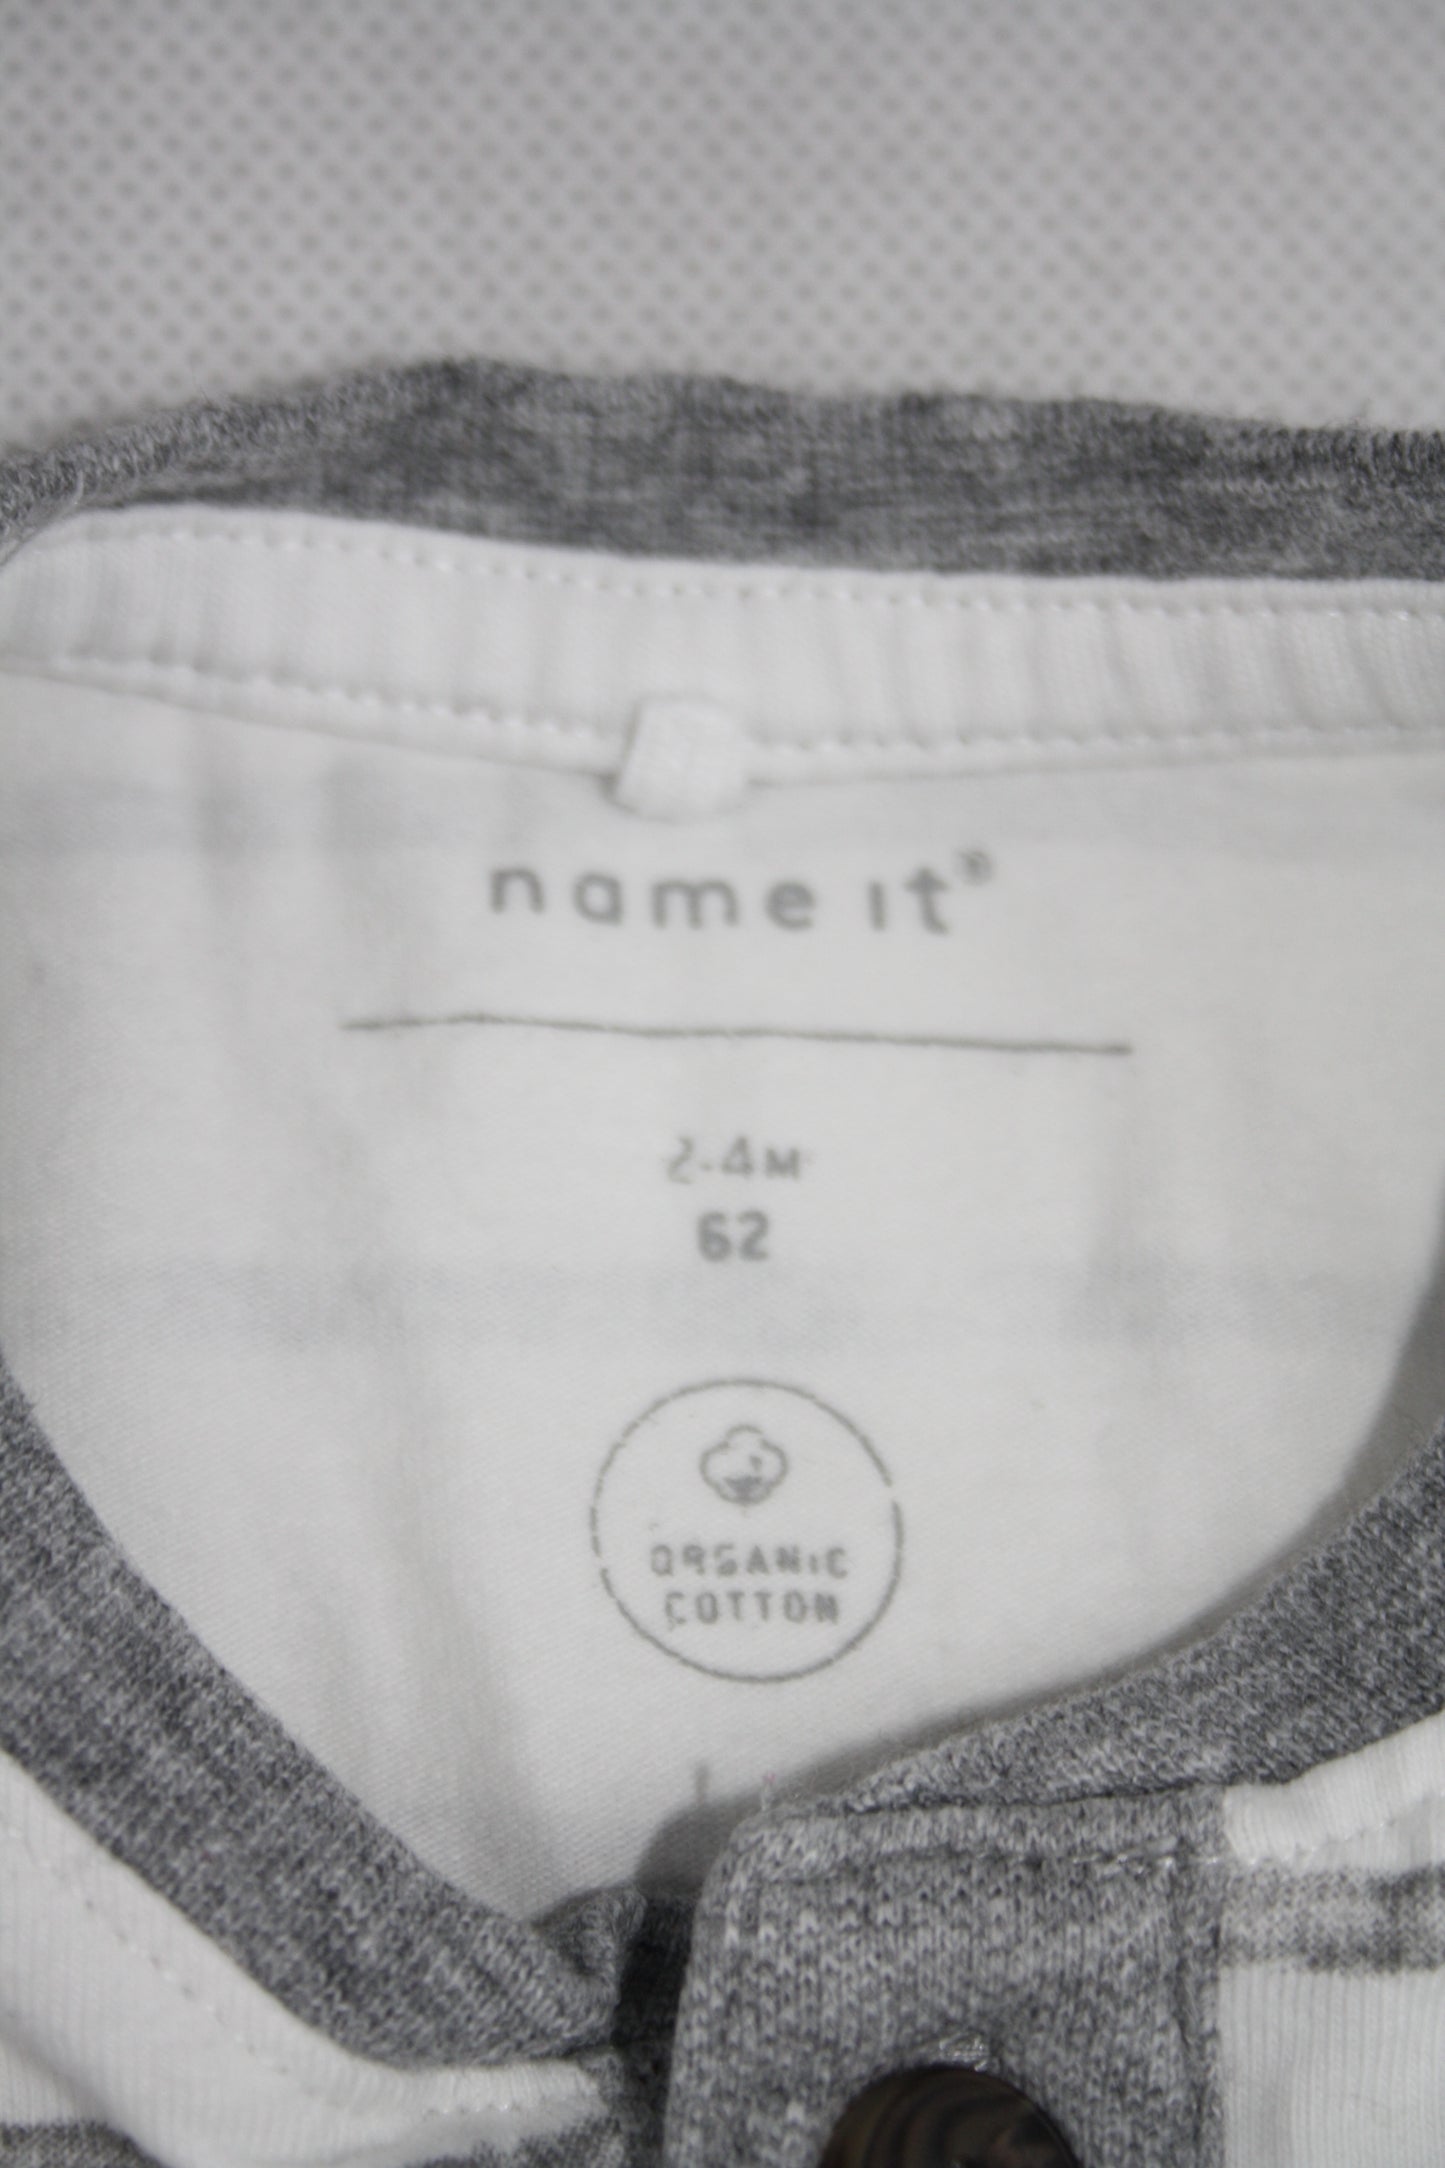 name it®
2-4M
62
ORGANIC
COTTON